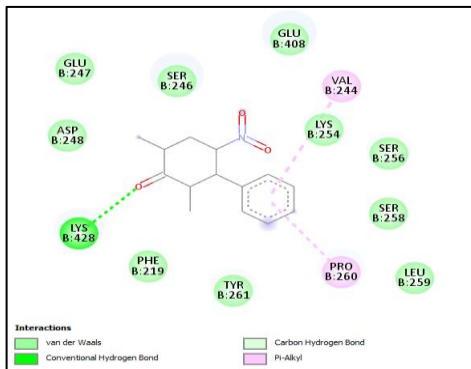 GLU
B:408
GLU
B:247
SER
B:246
VAL
B:244
ASP
B:248
LYS
B:254
SER
B:256
N
O
O
O
SER
B:258
LYS
B:428
PHE
B:219
TYR
B:261
PRO
B:260
LEU
B:259
Interactions
van der Waals
Conventional Hydrogen Bond
Carbon Hydrogen Bond
Pi-Alkyl